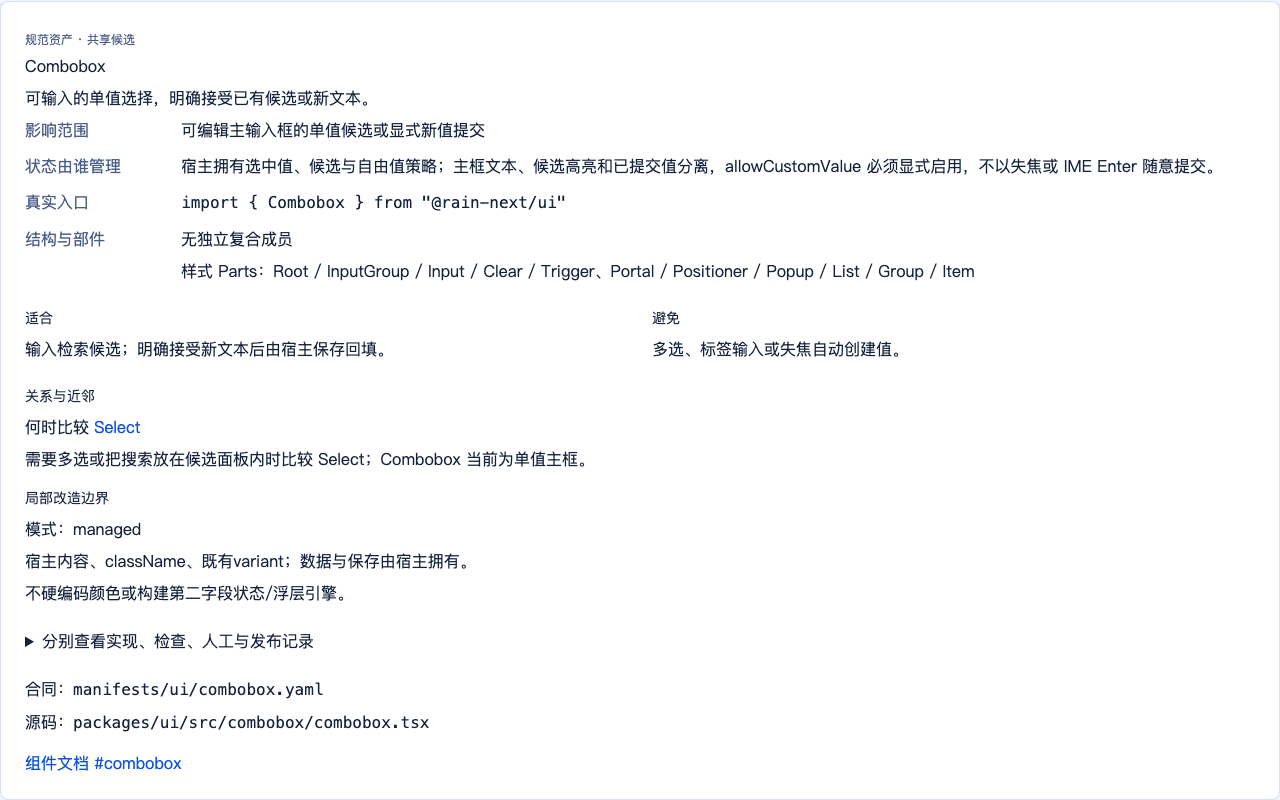 规范资产 · 共享候选
Combobox
可输入的单值选择，明确接受已有候选或新文本。
影响范围 可编辑主输入框的单值候选或显式新值提交
状态由谁管理 宿主拥有选中值、候选与自由值策略；主框文本、候选高亮和已提交值分离，allowCustomValue 必须显式启用，不以失焦或 IME Enter 随意提交。
真实入口 import { Combobox } from "@rain-next/ui"
结构与部件 无独立复合成员
样式 Parts：Root / InputGroup / Input / Clear / Trigger、Portal / Positioner / Popup / List / Group / Item
适合
输入检索候选；明确接受新文本后由宿主保存回填。
避免
多选、标签输入或失焦自动创建值。
关系与近邻
何时比较 Select
需要多选或把搜索放在候选面板内时比较 Select；Combobox 当前为单值主框。
局部改造边界
模式：managed
宿主内容、className、既有variant；数据与保存由宿主拥有。
不硬编码颜色或构建第二字段状态/浮层引擎。
▶ 分别查看实现、检查、人工与发布记录
合同：manifests/ui/combobox.yaml
源码：packages/ui/src/combobox/combobox.tsx
组件文档 #combobox